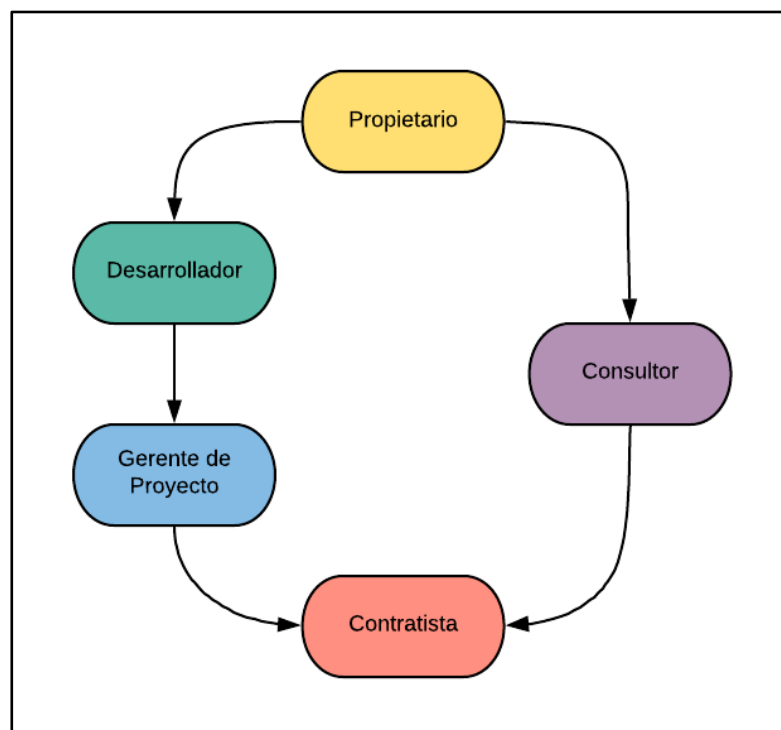 Propietario
Desarrollador
Consultor
Gerente de
Proyecto
Contratista